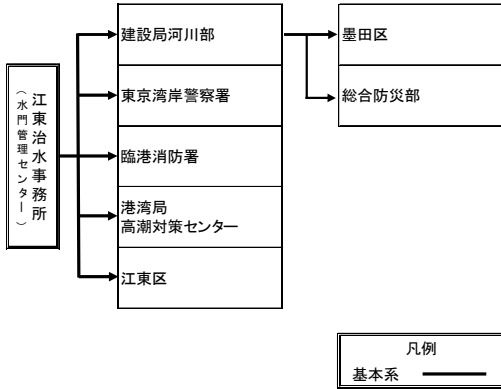 江東治水事務所
（水門管理センター）
建設局河川部
東京湾岸警察署
臨港消防署
港湾局
高潮対策センター
江東区
墨田区
総合防災部
凡例
基本系